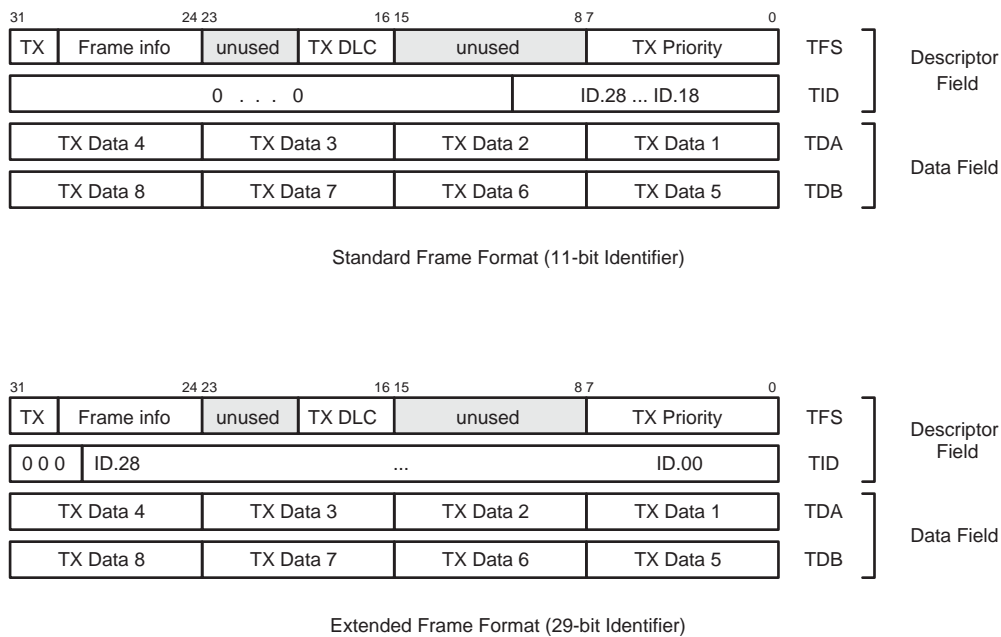 31 24 23 16 15 8 7 0
TX Frame info unused TX DLC unused TX Priority TFS
0 . . . 0 ID.28 ... ID.18 TID
Descriptor
Field
TX Data 4 TX Data 3 TX Data 2 TX Data 1 TDA
TX Data 8 TX Data 7 TX Data 6 TX Data 5 TDB
Data Field
Standard Frame Format (11-bit Identifier)
31 24 23 16 15 8 7 0
TX Frame info unused TX DLC unused TX Priority TFS
0 0 0 ID.28 ... ID.00 TID
Descriptor
Field
TX Data 4 TX Data 3 TX Data 2 TX Data 1 TDA
TX Data 8 TX Data 7 TX Data 6 TX Data 5 TDB
Data Field
Extended Frame Format (29-bit Identifier)